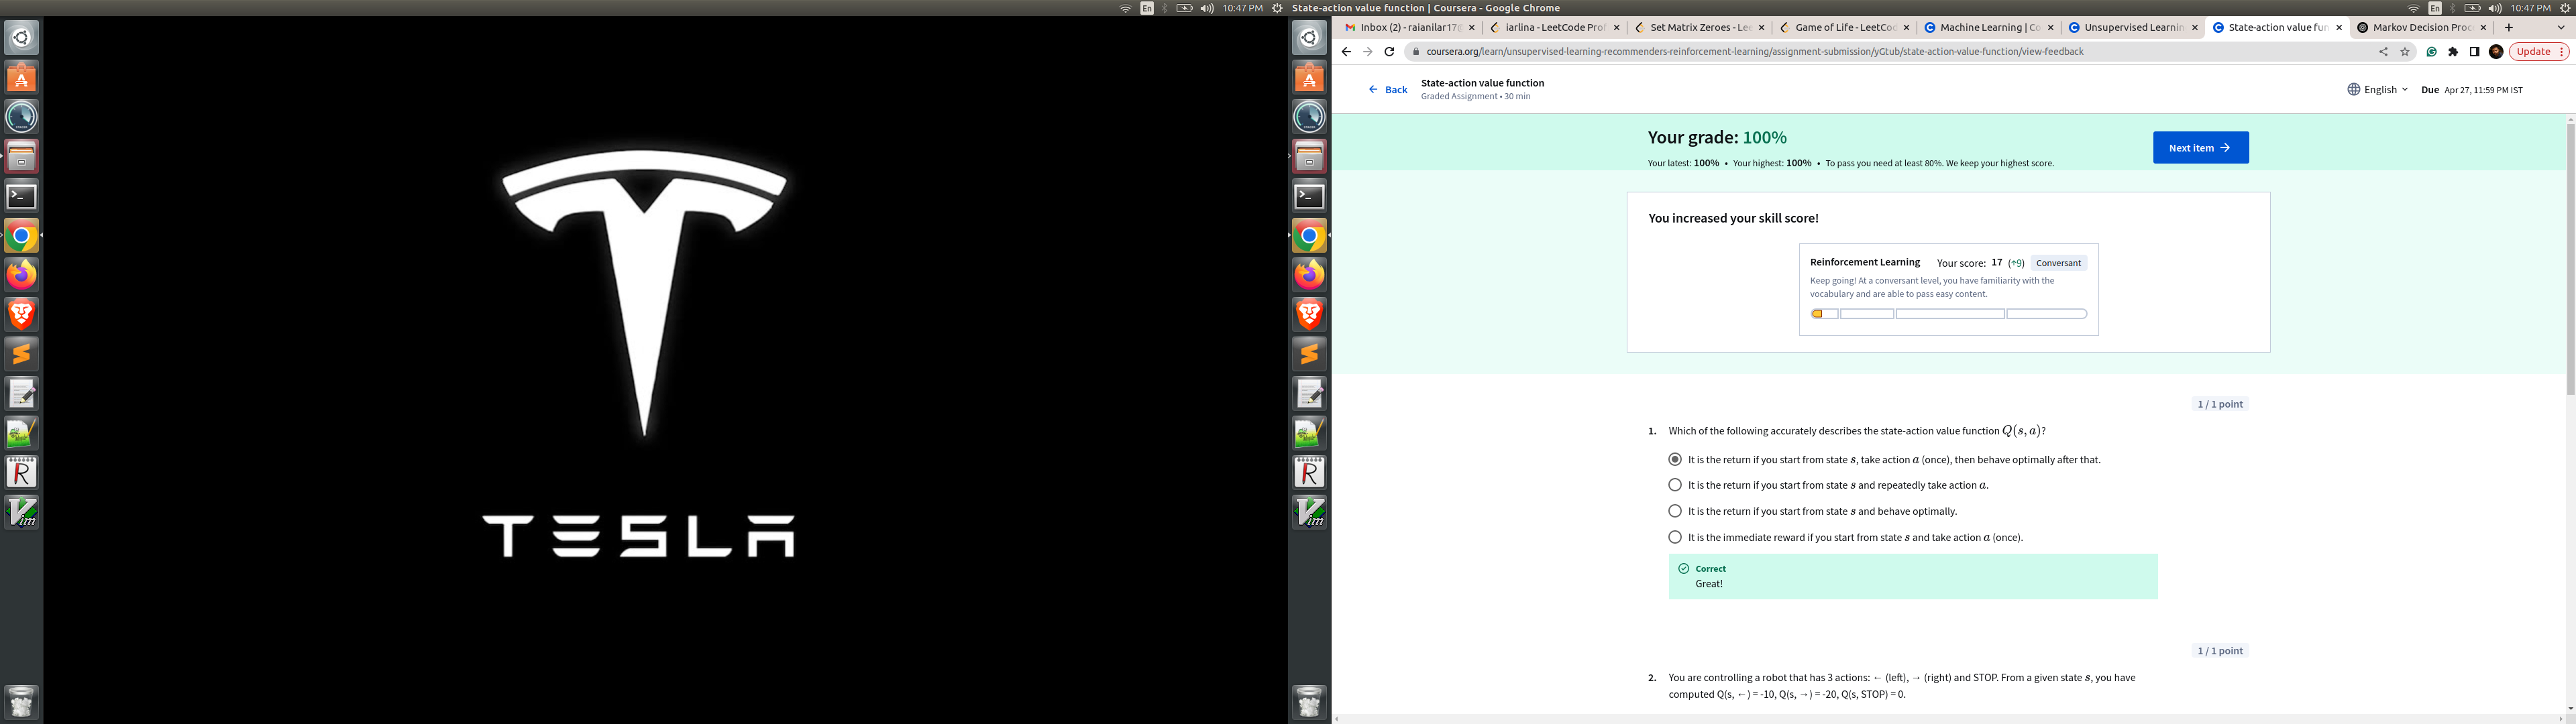 En
10:47 PM
State-action value function | Coursera - Google Chrome
En
10:47 PM
TESLA
Inbox (2) - raianilar17@
iarlina - LeetCode Prof
Set Matrix Zeroes - Lee
Game of Life - LeetCod
Machine Learning | Co
Unsupervised Learnin
State-action value fun
Markov Decision Proc
coursera.org/learn/unsupervised-learning-recommenders-reinforcement-learning/assignment-submission/yGtub/state-action-value-function/view-feedback
Update
Back
State-action value function
Graded Assignment • 30 min
English
Due Apr 27, 11:59 PM IST
Your grade: 100%
Your latest: 100% • Your highest: 100% • To pass you need at least 80%. We keep your highest score.
Next item →
You increased your skill score!
Reinforcement Learning Your score: 17 (↑9) Conversant
Keep going! At a conversant level, you have familiarity with the
vocabulary and are able to pass easy content.
1 / 1 point
1. Which of the following accurately describes the state-action value function Q(s, a)?
It is the return if you start from state s, take action a (once), then behave optimally after that.
It is the return if you start from state s and repeatedly take action a.
It is the return if you start from state s and behave optimally.
It is the immediate reward if you start from state s and take action a (once).
Correct
Great!
1 / 1 point
2. You are controlling a robot that has 3 actions: ← (left), → (right) and STOP. From a given state s, you have
computed Q(s, ←) = -10, Q(s, →) = -20, Q(s, STOP) = 0.